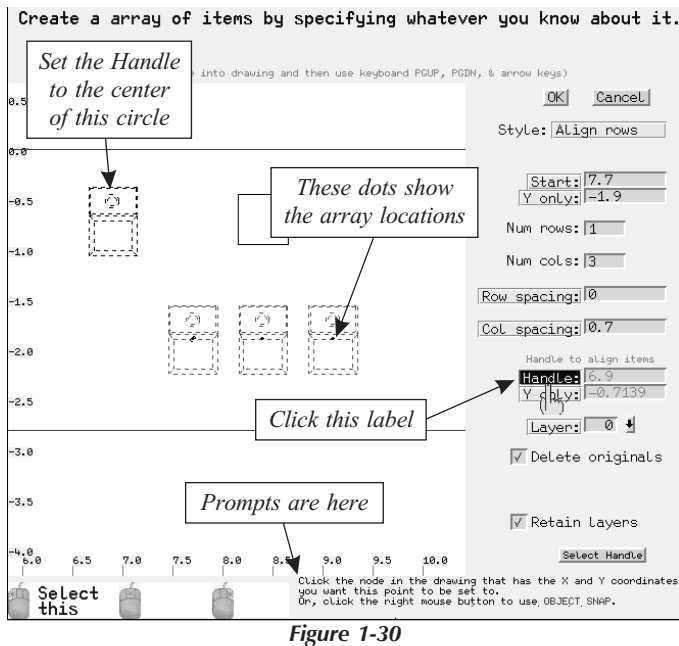 Create a array of items by specifying whatever you know about it.
Set the Handle
to the center
of this circle
into drawing and then use keyboard PGUP, PGDN, & arrow keys)
OK Cancel
Style: Align rows
0.5
0.0
-0.5
-1.0
-1.5
-2.0
-2.5
-3.0
-3.5
-4.0
These dots show
the array locations
Start: 7.7
Y only: -1.9
Num rows: 1
Num cols: 3
Row spacing: 0
Col spacing: 0.7
Handle to align items
Handle: 6.9
Y only: -0.7139
Click this label
Layer: 0
Delete originals
Prompts are here
Retain layers
Select Handle
6.0 6.5 7.0 7.5 8.0 8.5 9.0 9.5 10.0
Select
this
Click the node in the drawing that has the X and Y coordinates
you want this point to be set to.
Or, click the right mouse button to use OBJECT SNAP.
Figure 1-30